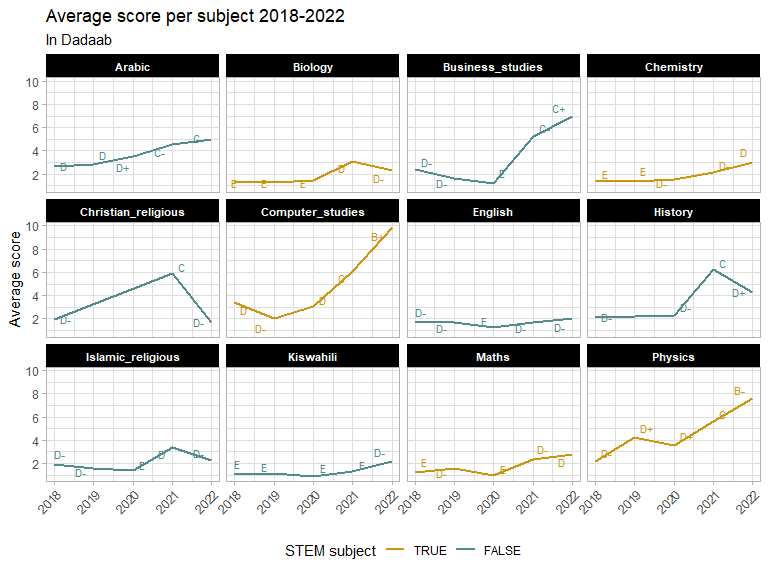 Average score per subject 2018-2022
In Dadaab
Arabic Biology Business_studies Chemistry
10
8
6
4
2
D D D+ C- C
E E E D D-
D- D- E C- C+
E E D- D- D
Christian_religious Computer_studies English History
10
8
6
4
2
D- C D-
D D- D C- B+
D- D- E D- D-
D- D- C D+
Islamic_religious Kiswahili Maths Physics
10
8
6
4
2
D- D- E D D-
E E E E D-
E D- E D- D
D- D+ D+ C B-
2018 2019 2020 2021 2022 2018 2019 2020 2021 2022 2018 2019 2020 2021 2022 2018 2019 2020 2021 2022
Average score
STEM subject TRUE FALSE